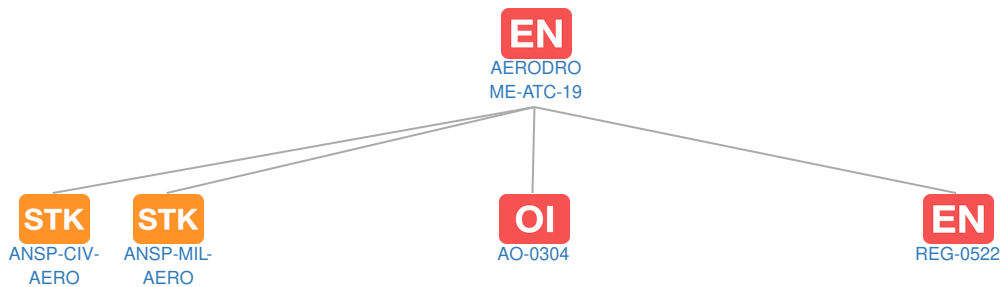 EN
AERODRO
ME-ATC-19
STK
ANSP-CIV-
AERO
STK
ANSP-MIL-
AERO
OI
AO-0304
EN
REG-0522